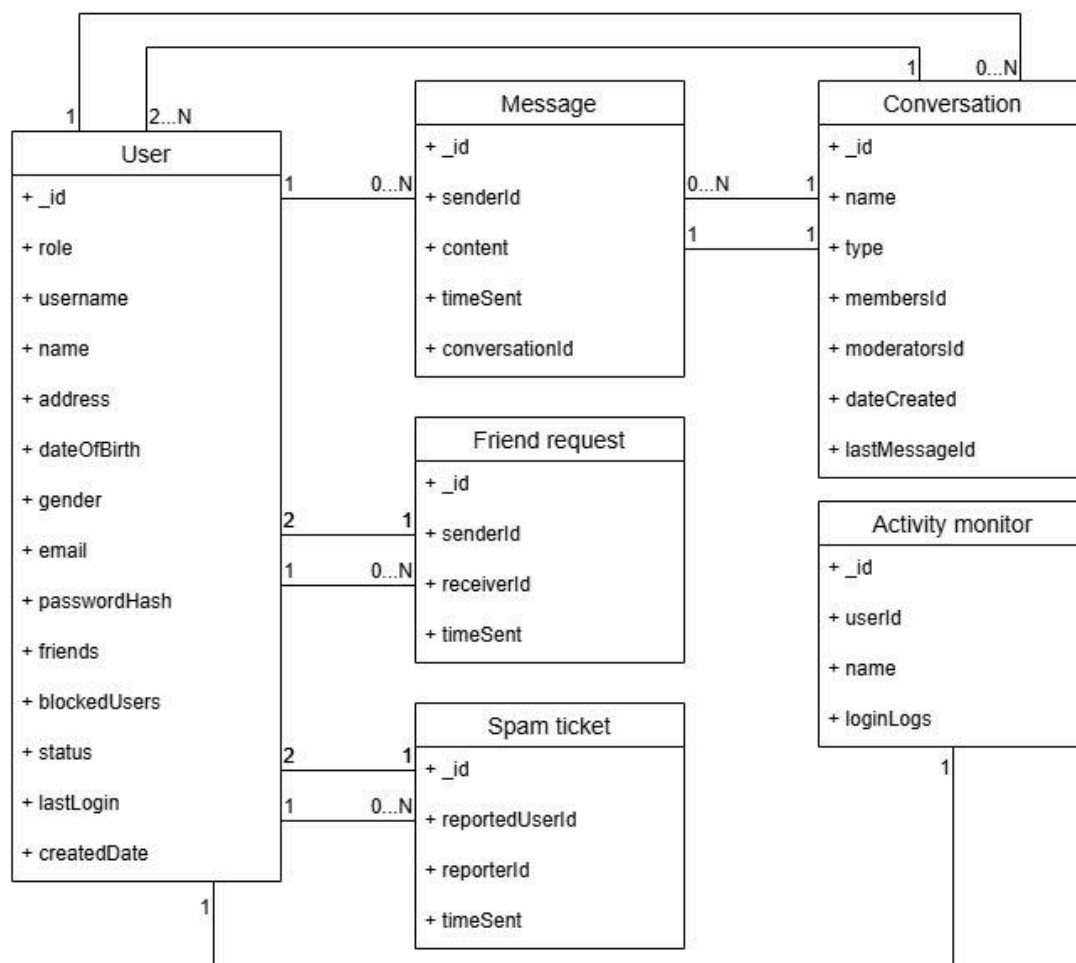 1
0...N
1
2...N
User
+ _id
+ role
+ username
+ name
+ address
+ dateOfBirth
+ gender
+ email
+ passwordHash
+ friends
+ blockedUsers
+ status
+ lastLogin
+ createdDate
1
0...N
Message
+ _id
+ senderId
+ content
+ timeSent
+ conversationId
0...N
1
1
1
Conversation
+ _id
+ name
+ type
+ membersId
+ moderatorsId
+ dateCreated
+ lastMessageId
2
1
1
0...N
Friend request
+ _id
+ senderId
+ receiverId
+ timeSent
Activity monitor
+ _id
+ userId
+ name
+ loginLogs
2
1
1
0...N
Spam ticket
+ _id
+ reportedUserId
+ reporterId
+ timeSent
1
1